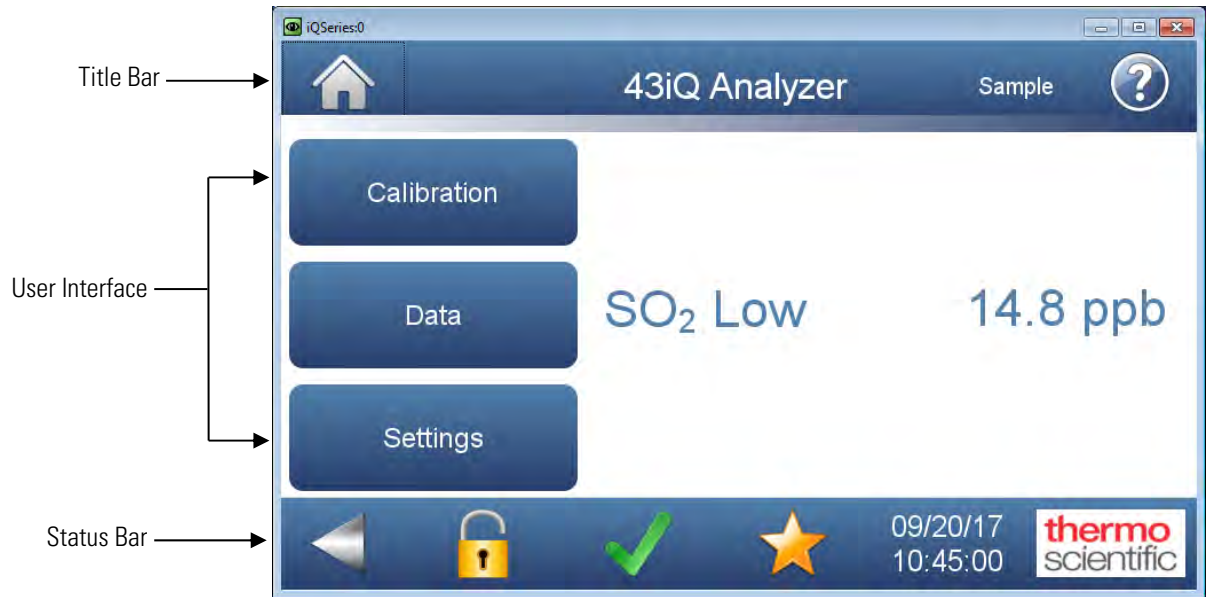 iQSeries:0
Title Bar
43iQ Analyzer
Sample
?
Calibration
User Interface
Data
SO₂ Low
14.8 ppb
Settings
Status Bar
09/20/17
10:45:00
thermo
scientific